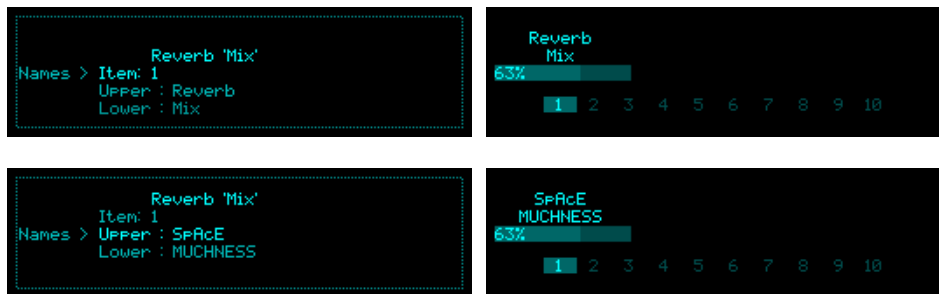 Reverb 'Mix'
Names > Item: 1
Upper : Reverb
Lower : Mix
Reverb
Mix
63%
1 2 3 4 5 6 7 8 9 10
Reverb 'Mix'
Item: 1
Names > Upper : SpAcE
Lower : MUCHNESS
SpAcE
MUCHNESS
63%
1 2 3 4 5 6 7 8 9 10